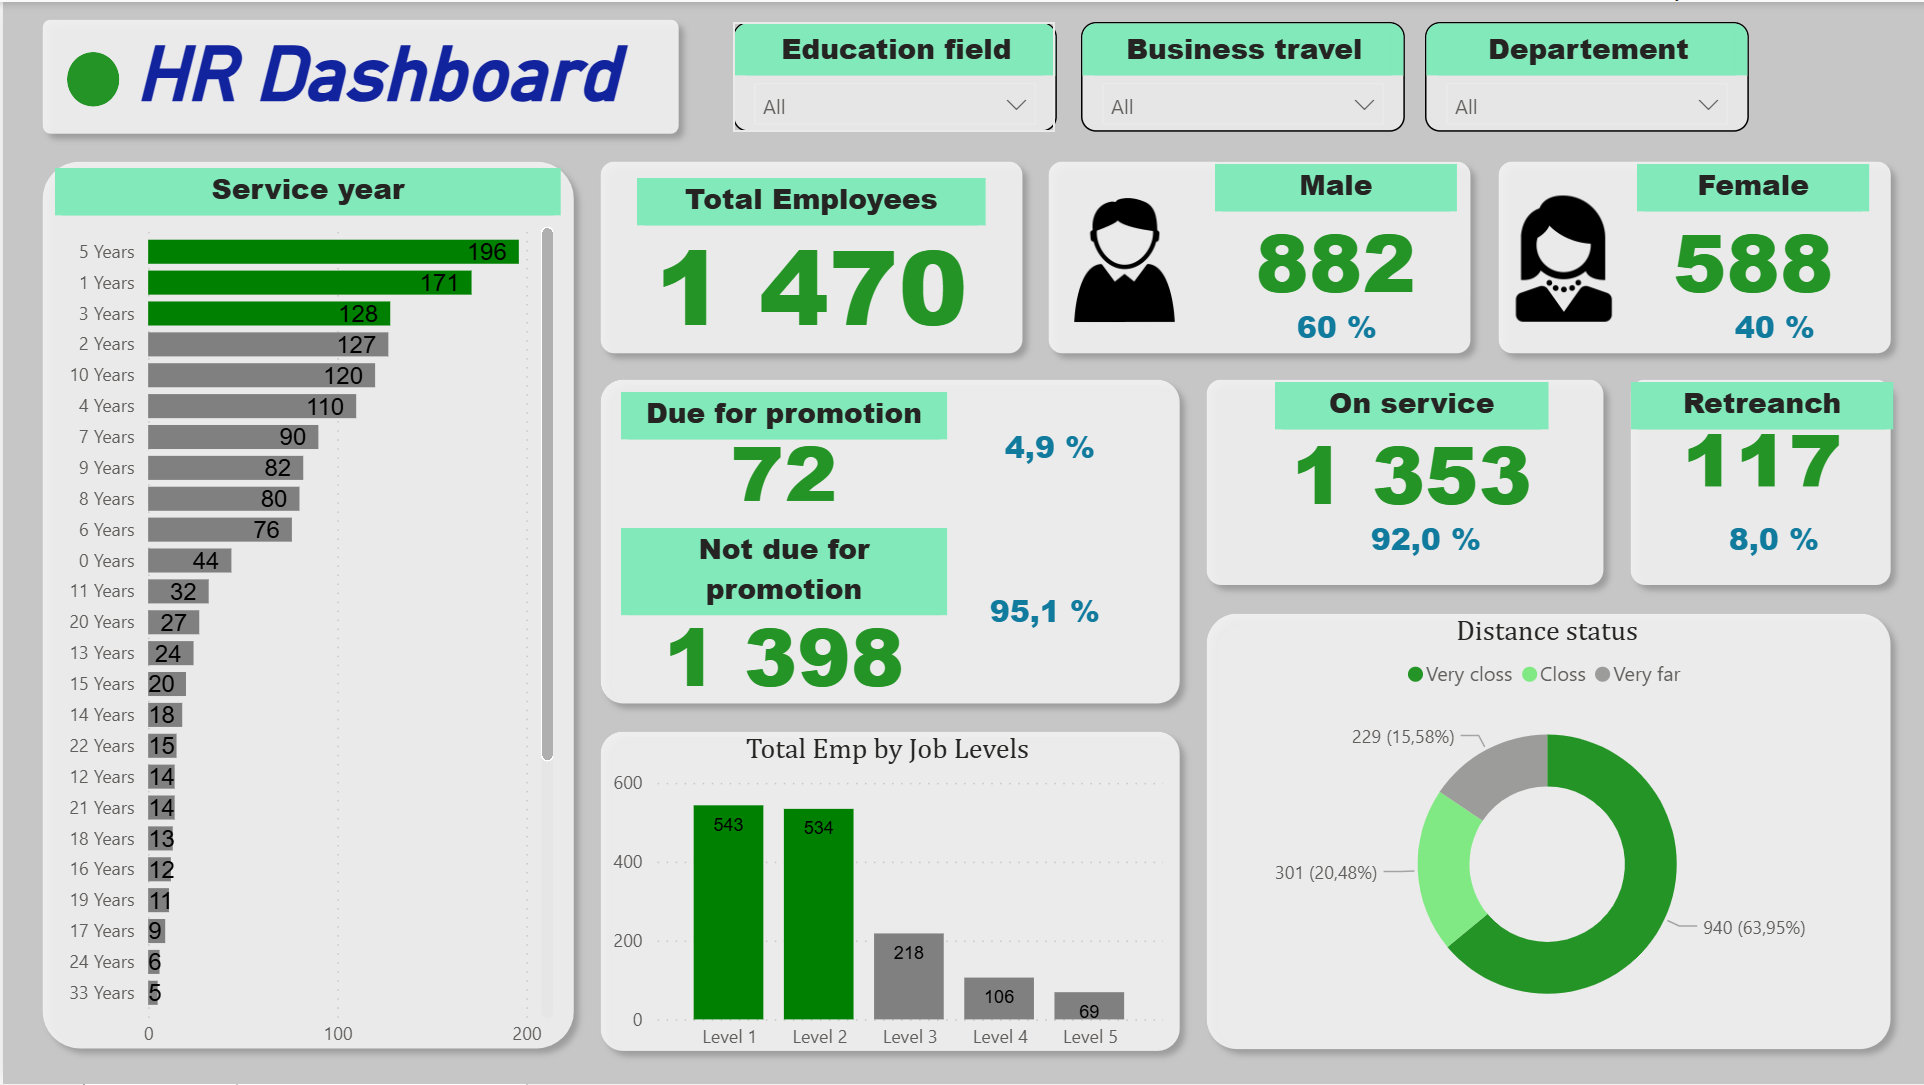 HR Dashboard
Education field
All
Business travel
All
Departement
All
Service year
5 Years 196
1 Years 171
3 Years 128
2 Years 127
10 Years 120
4 Years 110
7 Years 90
9 Years 82
8 Years 80
6 Years 76
0 Years 44
11 Years 32
20 Years 27
13 Years 24
15 Years 20
14 Years 18
22 Years 15
12 Years 14
21 Years 14
18 Years 13
16 Years 12
19 Years 11
17 Years 9
24 Years 6
33 Years 5
0 100 200
Total Employees
1 470
Male
882
60 %
Female
588
40 %
Due for promotion
72
4,9 %
Not due for
promotion
1 398
95,1 %
On service
1 353
92,0 %
Retreanch
117
8,0 %
Total Emp by Job Levels
600
400
200
0
543
534
218
106
69
Level 1 Level 2 Level 3 Level 4 Level 5
Distance status
Very closs Closs Very far
229 (15,58%)
301 (20,48%)
940 (63,95%)